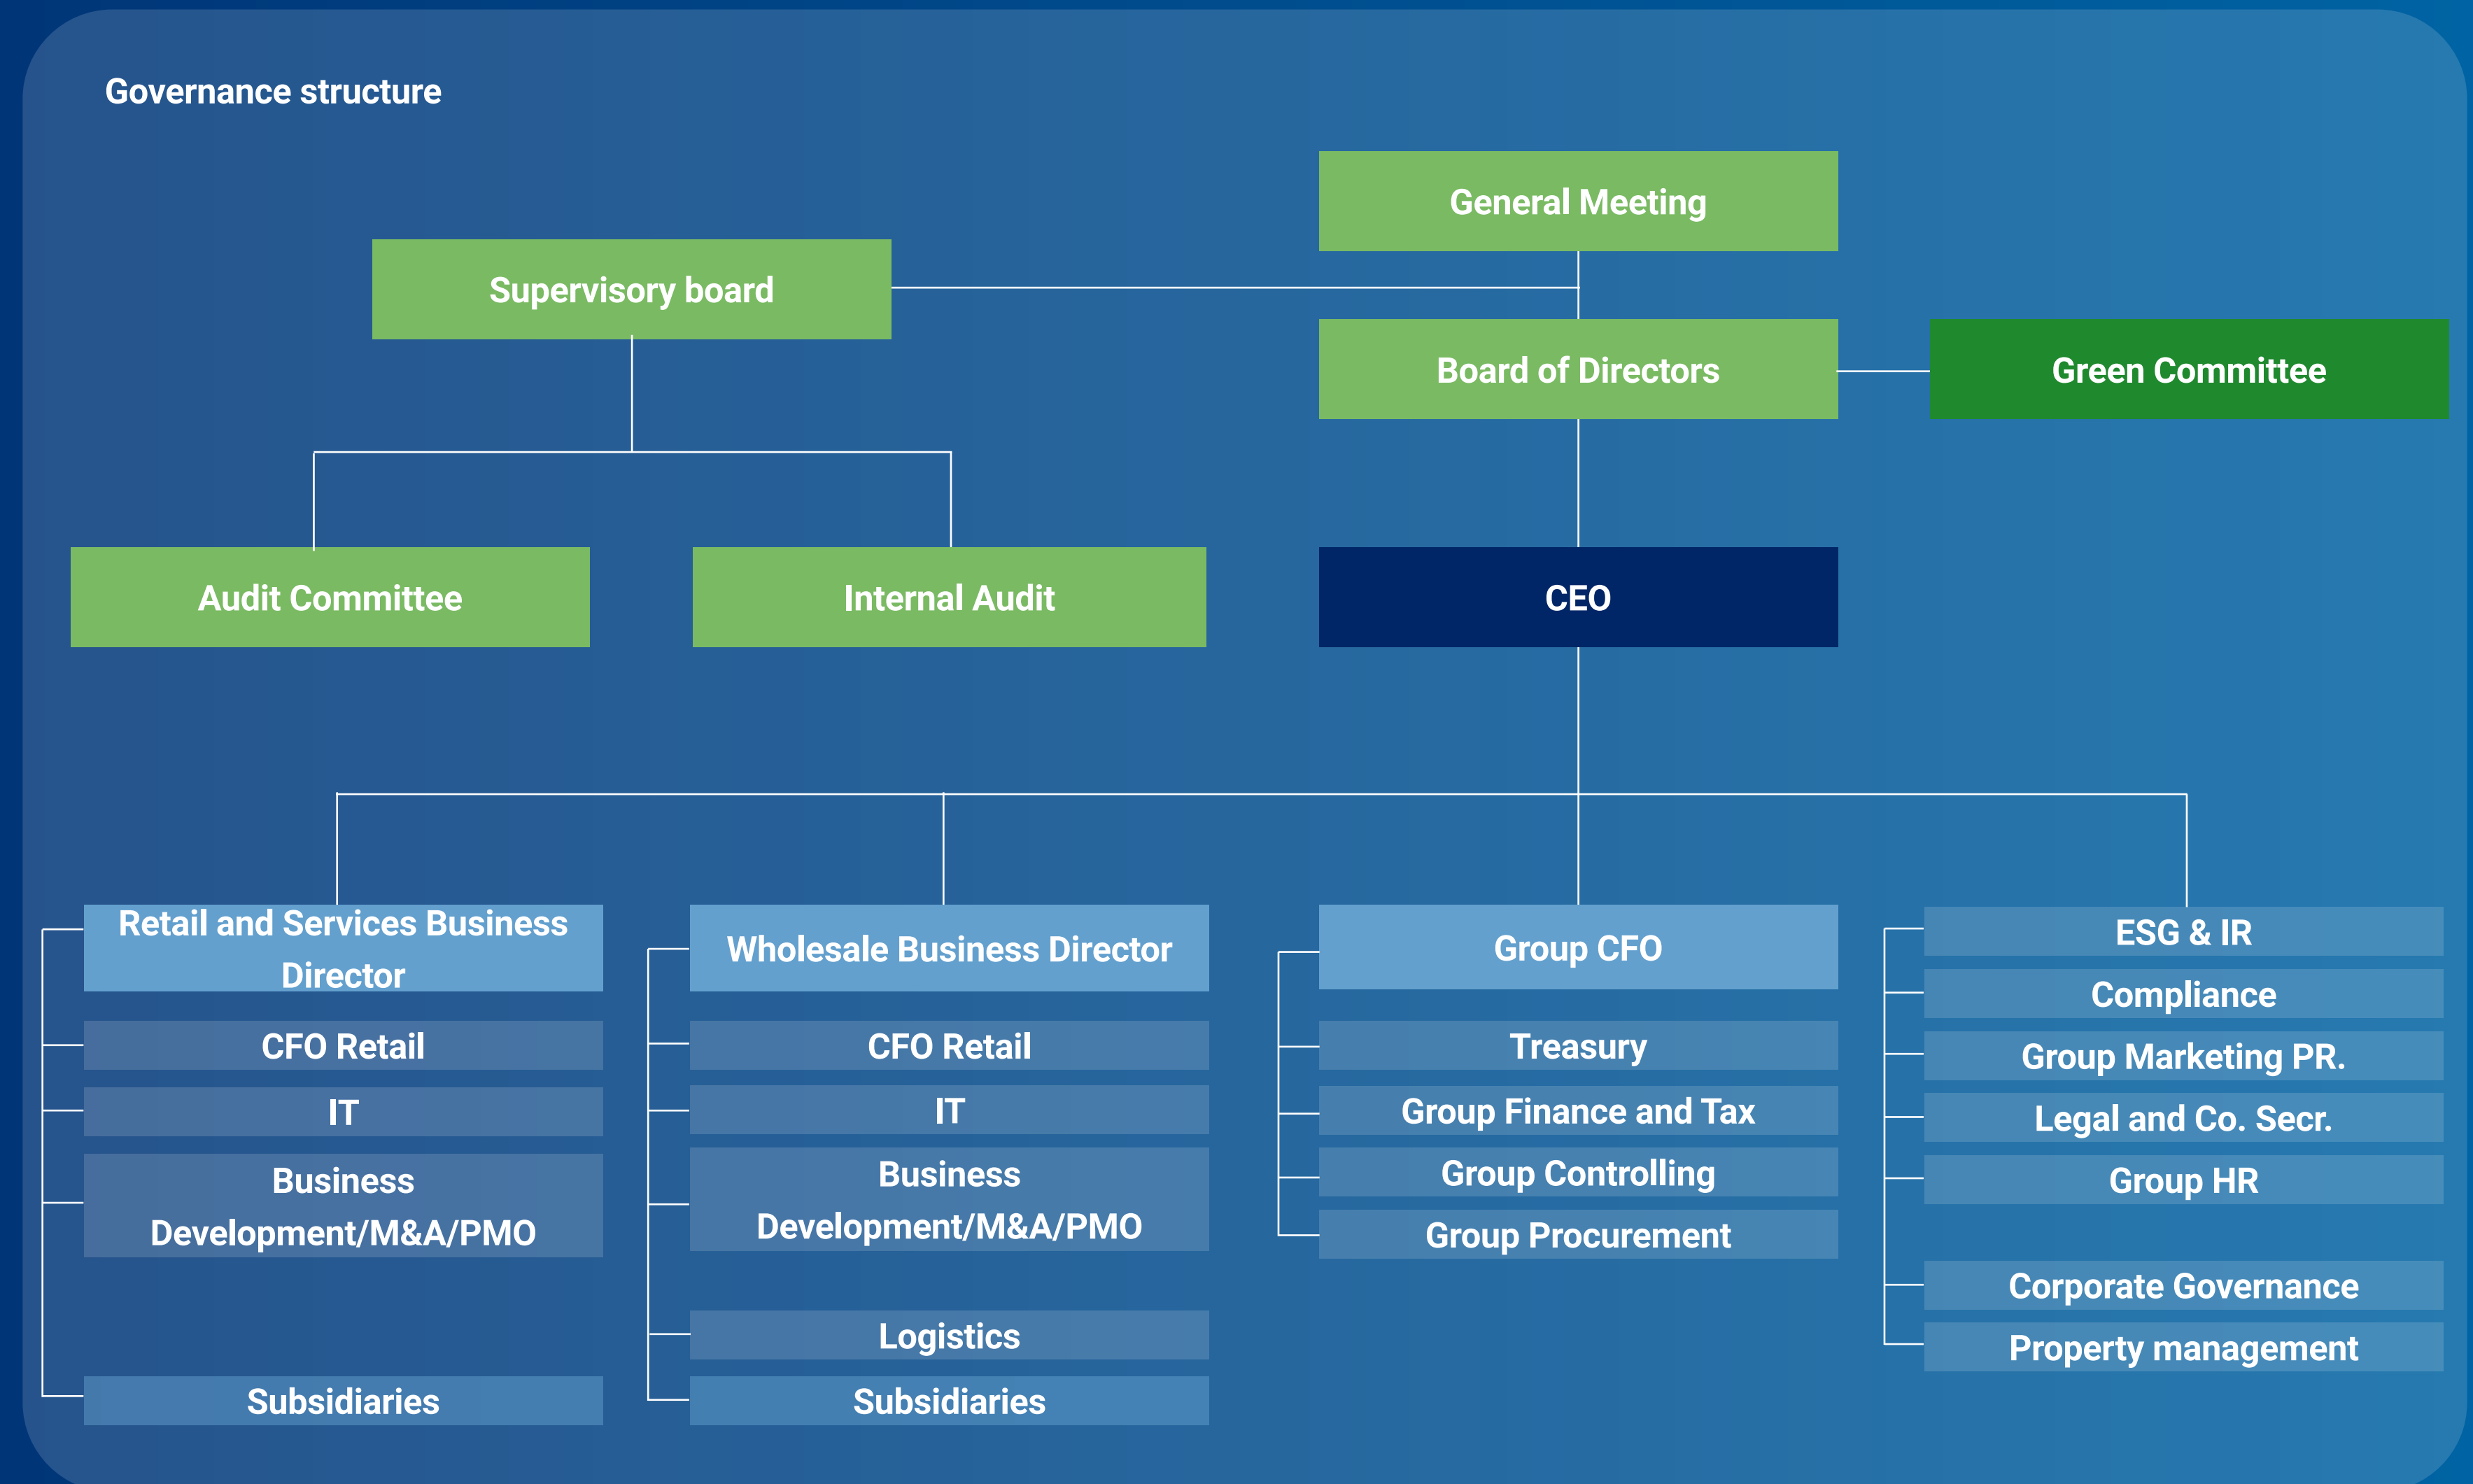 Governance structure
General Meeting
Supervisory board
Board of Directors
Green Committee
Audit Committee
Internal Audit
CEO
Retail and Services Business
Director
CFO Retail
IT
Business
Development/M&A/PMO
Subsidiaries
Wholesale Business Director
CFO Retail
IT
Business
Development/M&A/PMO
Logistics
Subsidiaries
Group CFO
Treasury
Group Finance and Tax
Group Controlling
Group Procurement
ESG & IR
Compliance
Group Marketing PR.
Legal and Co. Secr.
Group HR
Corporate Governance
Property management